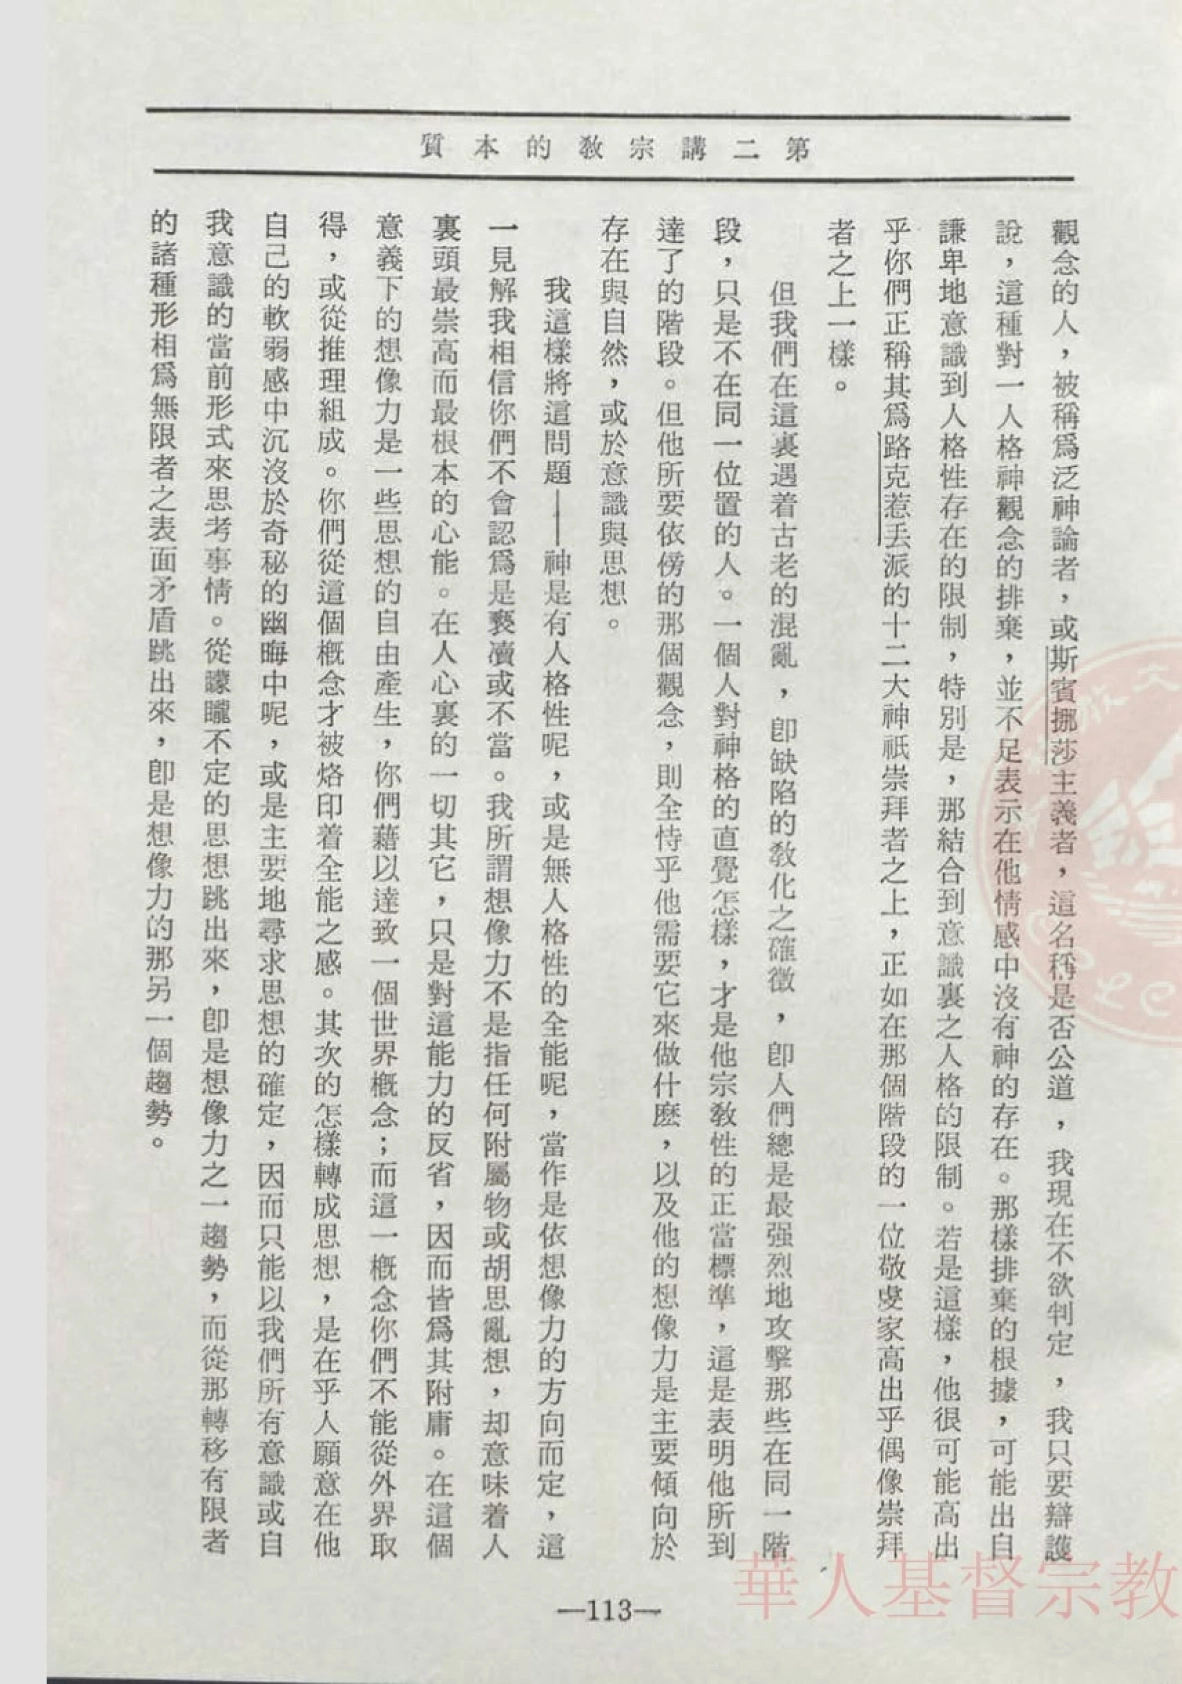 第二講宗教的本質
觀念的人，被稱爲泛神論者，或斯賓挪莎主義者，這名稱是否公道，我現在不欲判定，我只要辯護
說，這種對一人格神觀念的排棄，並不足表示在他情感中沒有神的存在。那樣排棄的根據，可能出自
謙卑地意識到人格性存在的限制，特別是，那結合到意識裏之人格的限制。若是這樣，他很可能高出
乎你們正稱其爲路克惹丢派的十二大神祇崇拜者之上，正如在那個階段的一位敬虔家高出乎偶像崇拜
者之上一樣。
但我們在這裏遇着古老的混亂，卽缺陷的教化之確徵，卽人們總是最强烈地攻擊那些在同一階
段，只是不在同一位置的人。一個人對神格的直覺怎樣，才是他宗教性的正當標準，這是表明他所到
達了的階段。但他所要依傍的那個觀念，則全恃乎他需要它來做什麽，以及他的想像力是主要傾向於
存在與自然，或於意識與思想。
我這樣將這問題——神是有人格性呢，或是無人格性的全能呢，當作是依想像力的方向而定，這
一見解我相信你們不會認爲是褻瀆或不當。我所謂想像力不是指任何附屬物或胡思亂想，却意味着人
裏頭最崇高而最根本的心能。在人心裏的一切其它，只是對這能力的反省，因而皆爲其附庸。在這個
意義下的想像力是一些思想的自由產生，你們藉以達致一個世界概念；而這一概念你們不能從外界取
得，或從推理組成。你們從這個概念才被烙印着全能之感。其次的怎樣轉成思想，是在乎人願意在他
自己的軟弱感中沉沒於奇秘的幽晦中呢，或是主要地尋求思想的確定，因而只能以我們所有意識或自
我意識的當前形式來思考事情。從矇矓不定的思想跳出來，卽是想像力之一趨勢，而從那轉移有限者
的諸種形相爲無限者之表面矛盾跳出來，卽是想像力的那另一個趨勢。
—113—
華人基督宗教